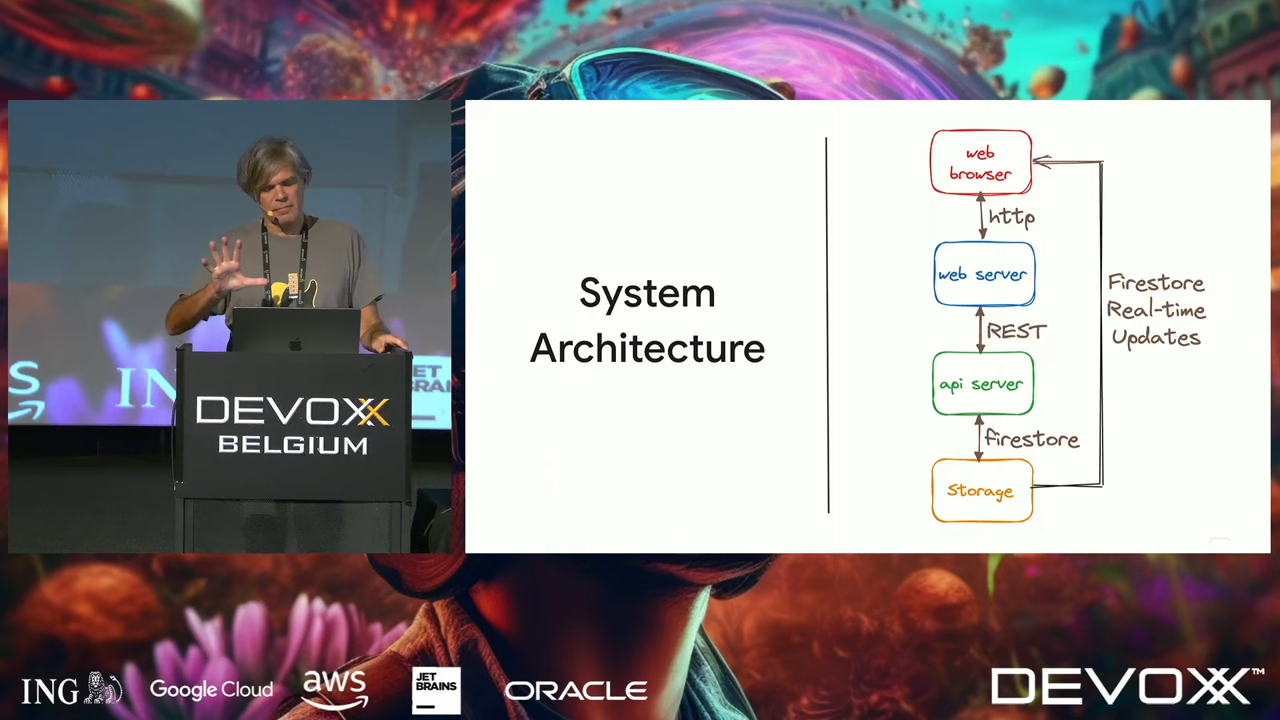 System
Architecture
web
browser
http
web server
REST
api server
firestore
Storage
Firestore
Real-time
Updates
DEVOXX
BELGIUM
ING
Google Cloud
aws
JET
BRAINS
ORACLE
DEVOXX™